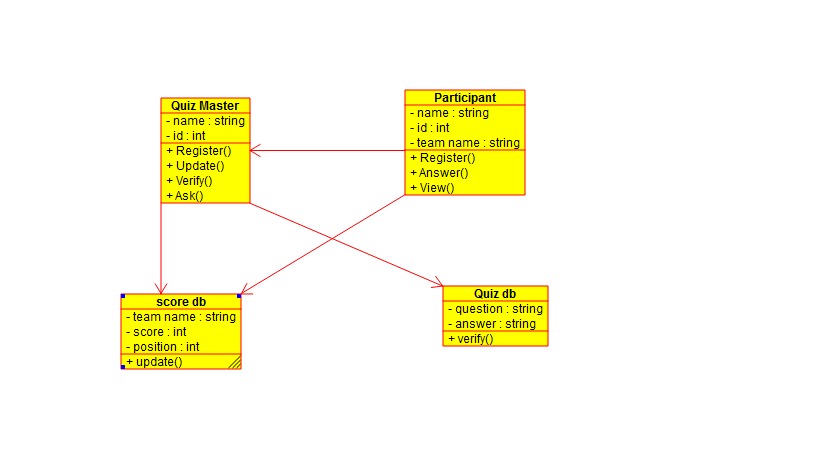 Quiz Master
- name : string
- id : int
+ Register()
+ Update()
+ Verify()
+ Ask()
Participant
- name : string
- id : int
- team name : string
+ Register()
+ Answer()
+ View()
score db
- team name : string
- score : int
- position : int
+ update()
Quiz db
- question : string
- answer : string
+ verify()